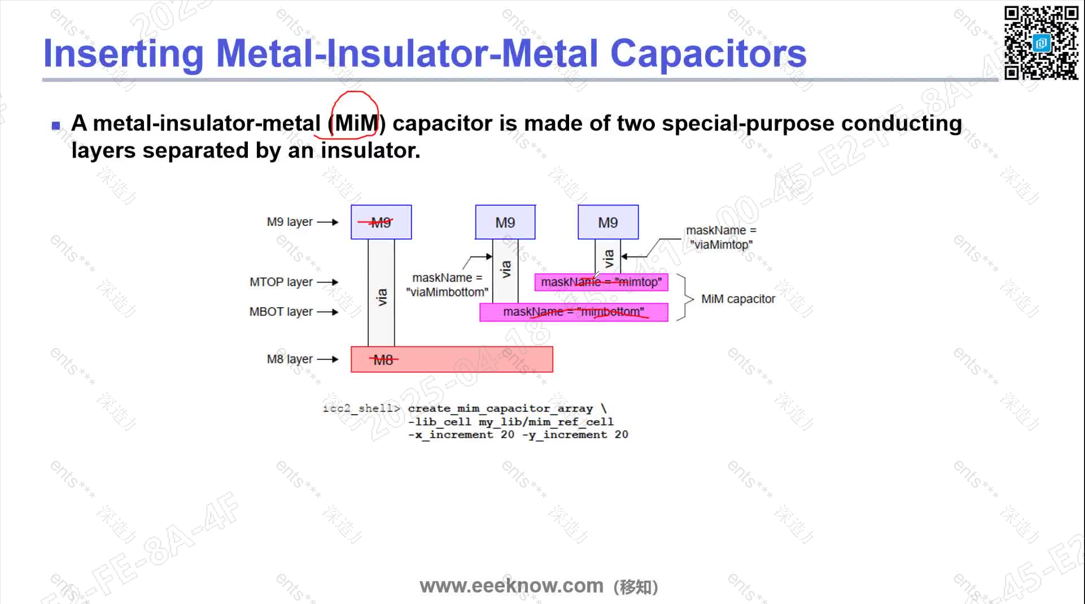 Inserting Metal-Insulator-Metal Capacitors
A metal-insulator-metal (MiM) capacitor is made of two special-purpose conducting
layers separated by an insulator.
M9 layer
M9
M9
M9
maskName =
"viaMimtop"
via
via
via
maskName =
"viaMimbottom"
MTOP layer
maskName = "mimtop"
MiM capacitor
MBOT layer
maskName = "mimbottom"
M8 layer
M8
icc2_shell> create_mim_capacitor_array \
-lib_cell my_lib/mim_ref_cell
-x_increment 20 -y_increment 20
www.eeeknow.com (移知)